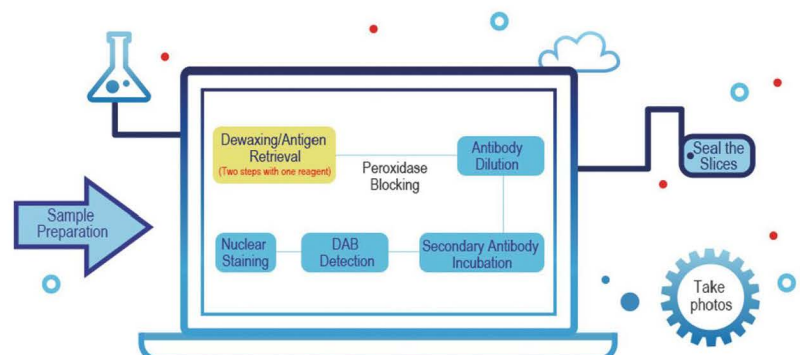 Sample
Preparation
Dewaxing/Antigen
Retrieval
(Two steps with one reagent)
Peroxidase
Blocking
Antibody
Dilution
Secondary Antibody
Incubation
DAB
Detection
Nuclear
Staining
Seal the
Slices
Take
photos